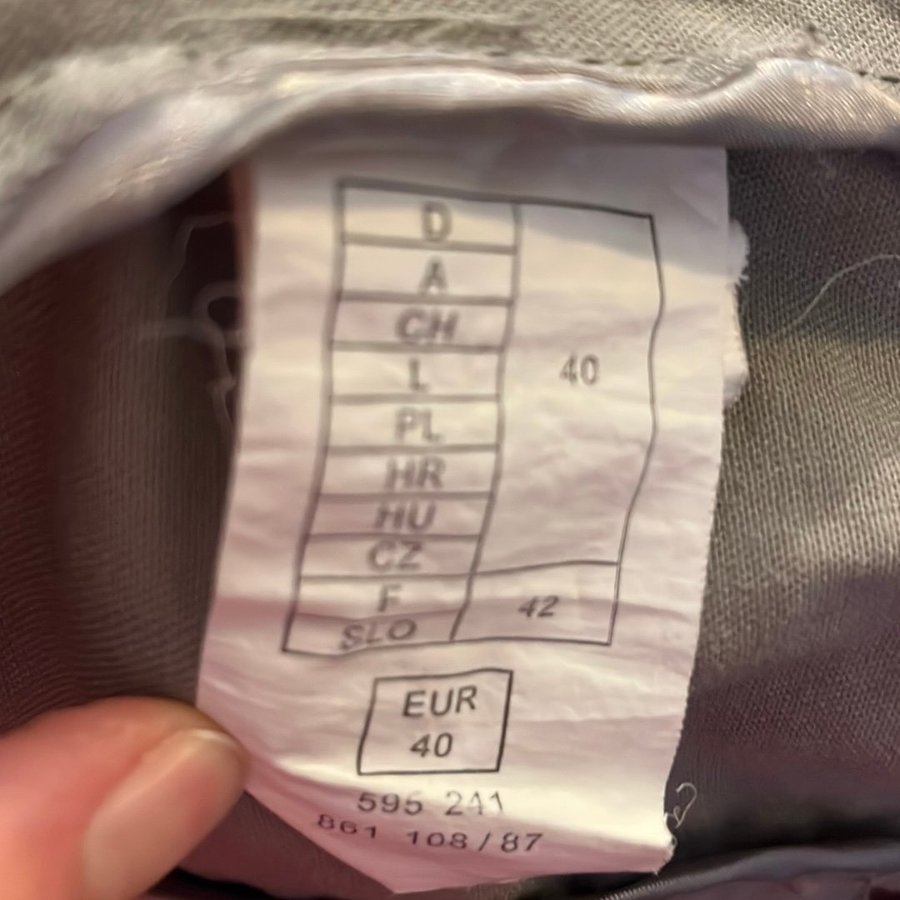 D
A
CH
L
PL
HR
HU
CZ
40
F
SLO
42
EUR
40
595 241
861 108 / 87